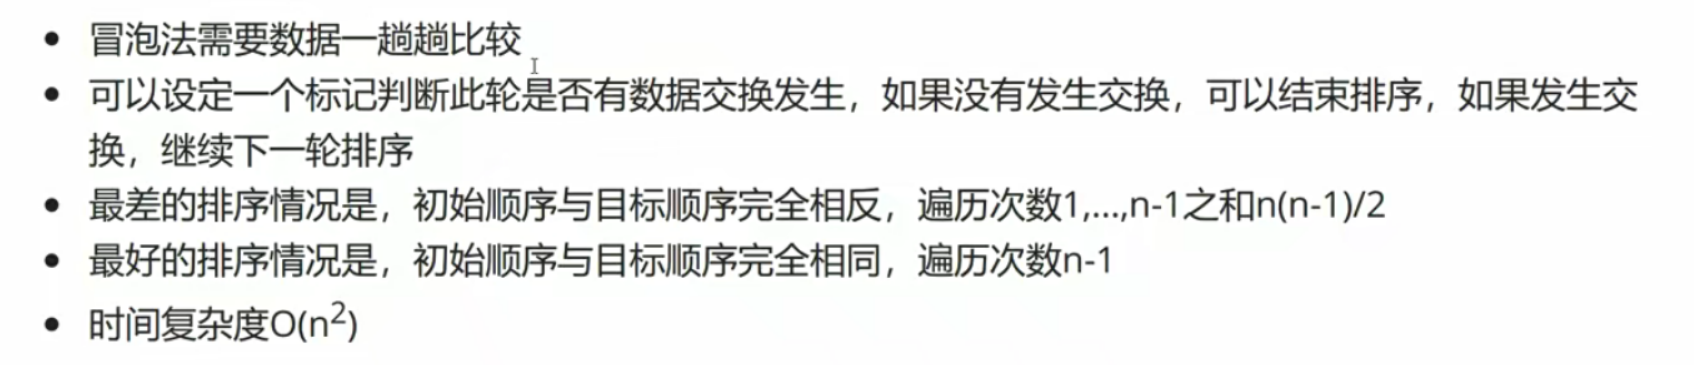 • 冒泡法需要数据一趟趟比较
• 可以设定一个标记判断此轮是否有数据交换发生，如果没有发生交换，可以结束排序，如果发生交
换，继续下一轮排序
• 最差的排序情况是，初始顺序与目标顺序完全相反，遍历次数1,...,n-1之和n(n-1)/2
• 最好的排序情况是，初始顺序与目标顺序完全相同，遍历次数n-1
• 时间复杂度O(n²)